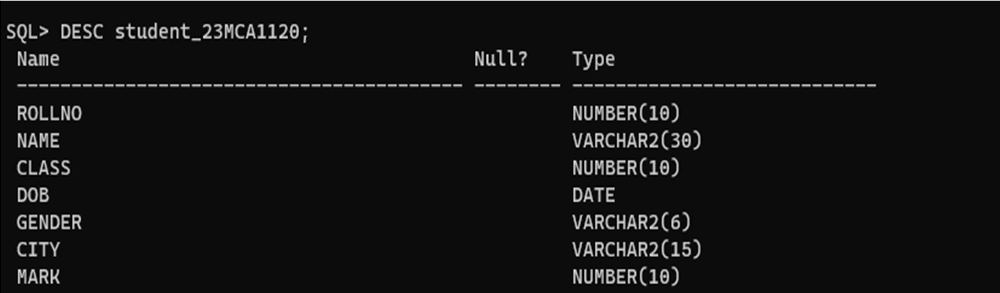 SQL> DESC student_23MCA1120;
Name Null? Type
----------------------------------------- -------- ----------------------------
ROLLNO NUMBER(10)
NAME VARCHAR2(30)
CLASS NUMBER(10)
DOB DATE
GENDER VARCHAR2(6)
CITY VARCHAR2(15)
MARK NUMBER(10)